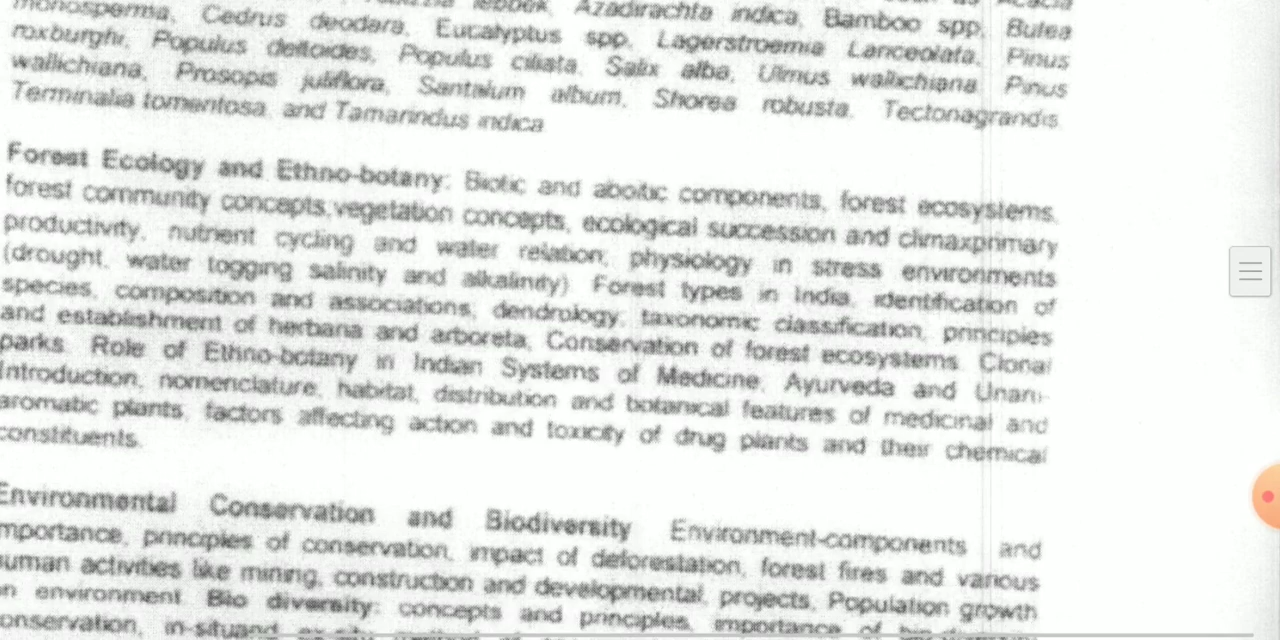 monosperma, Cedrus deodara, Eucalyptus spp, Lagerstroemia Lanceolata, Pinus
roxburghi, Populus deltoides, Populus ciliata, Salix alba, Ulmus wallichiana Pinus
wallichiana, Prosopis juliflora, Santalum album, Shorea robusta, Tectonagrandis
Terminalia tomentosa, and Tamarindus indica
Forest Ecology and Ethno-botany: Biotic and aboitic components, forest ecosystems,
forest community concepts,vegetation concepts, ecological succession and climaxprimary
productivity, nutrient cycling and water relation; physiology in stress environments
(drought, water togging salinity and alkalinity) Forest types in India, identification of
species, composition and associations; dendrology; taxonomic classification, principles
and establishment of herbaria and arboreta, Conservation of forest ecosystems. Clonal
parks. Role of Ethno-botany in Indian Systems of Medicine; Ayurveda and Unani-
Introduction, nomenclature, habitat, distribution and botanical features of medicinal and
aromatic plants, factors affecting action and toxicity of drug plants and their chemical
constituents.
Environmental Conservation and Biodiversity Environment-components and
mportance, principles of conservation, impact of deforestation, forest fires and various
uman activities like mining, construction and developmental, projects, Population growth
n environment Bio diversity: concepts and principles, importance of
onservation, in-situand